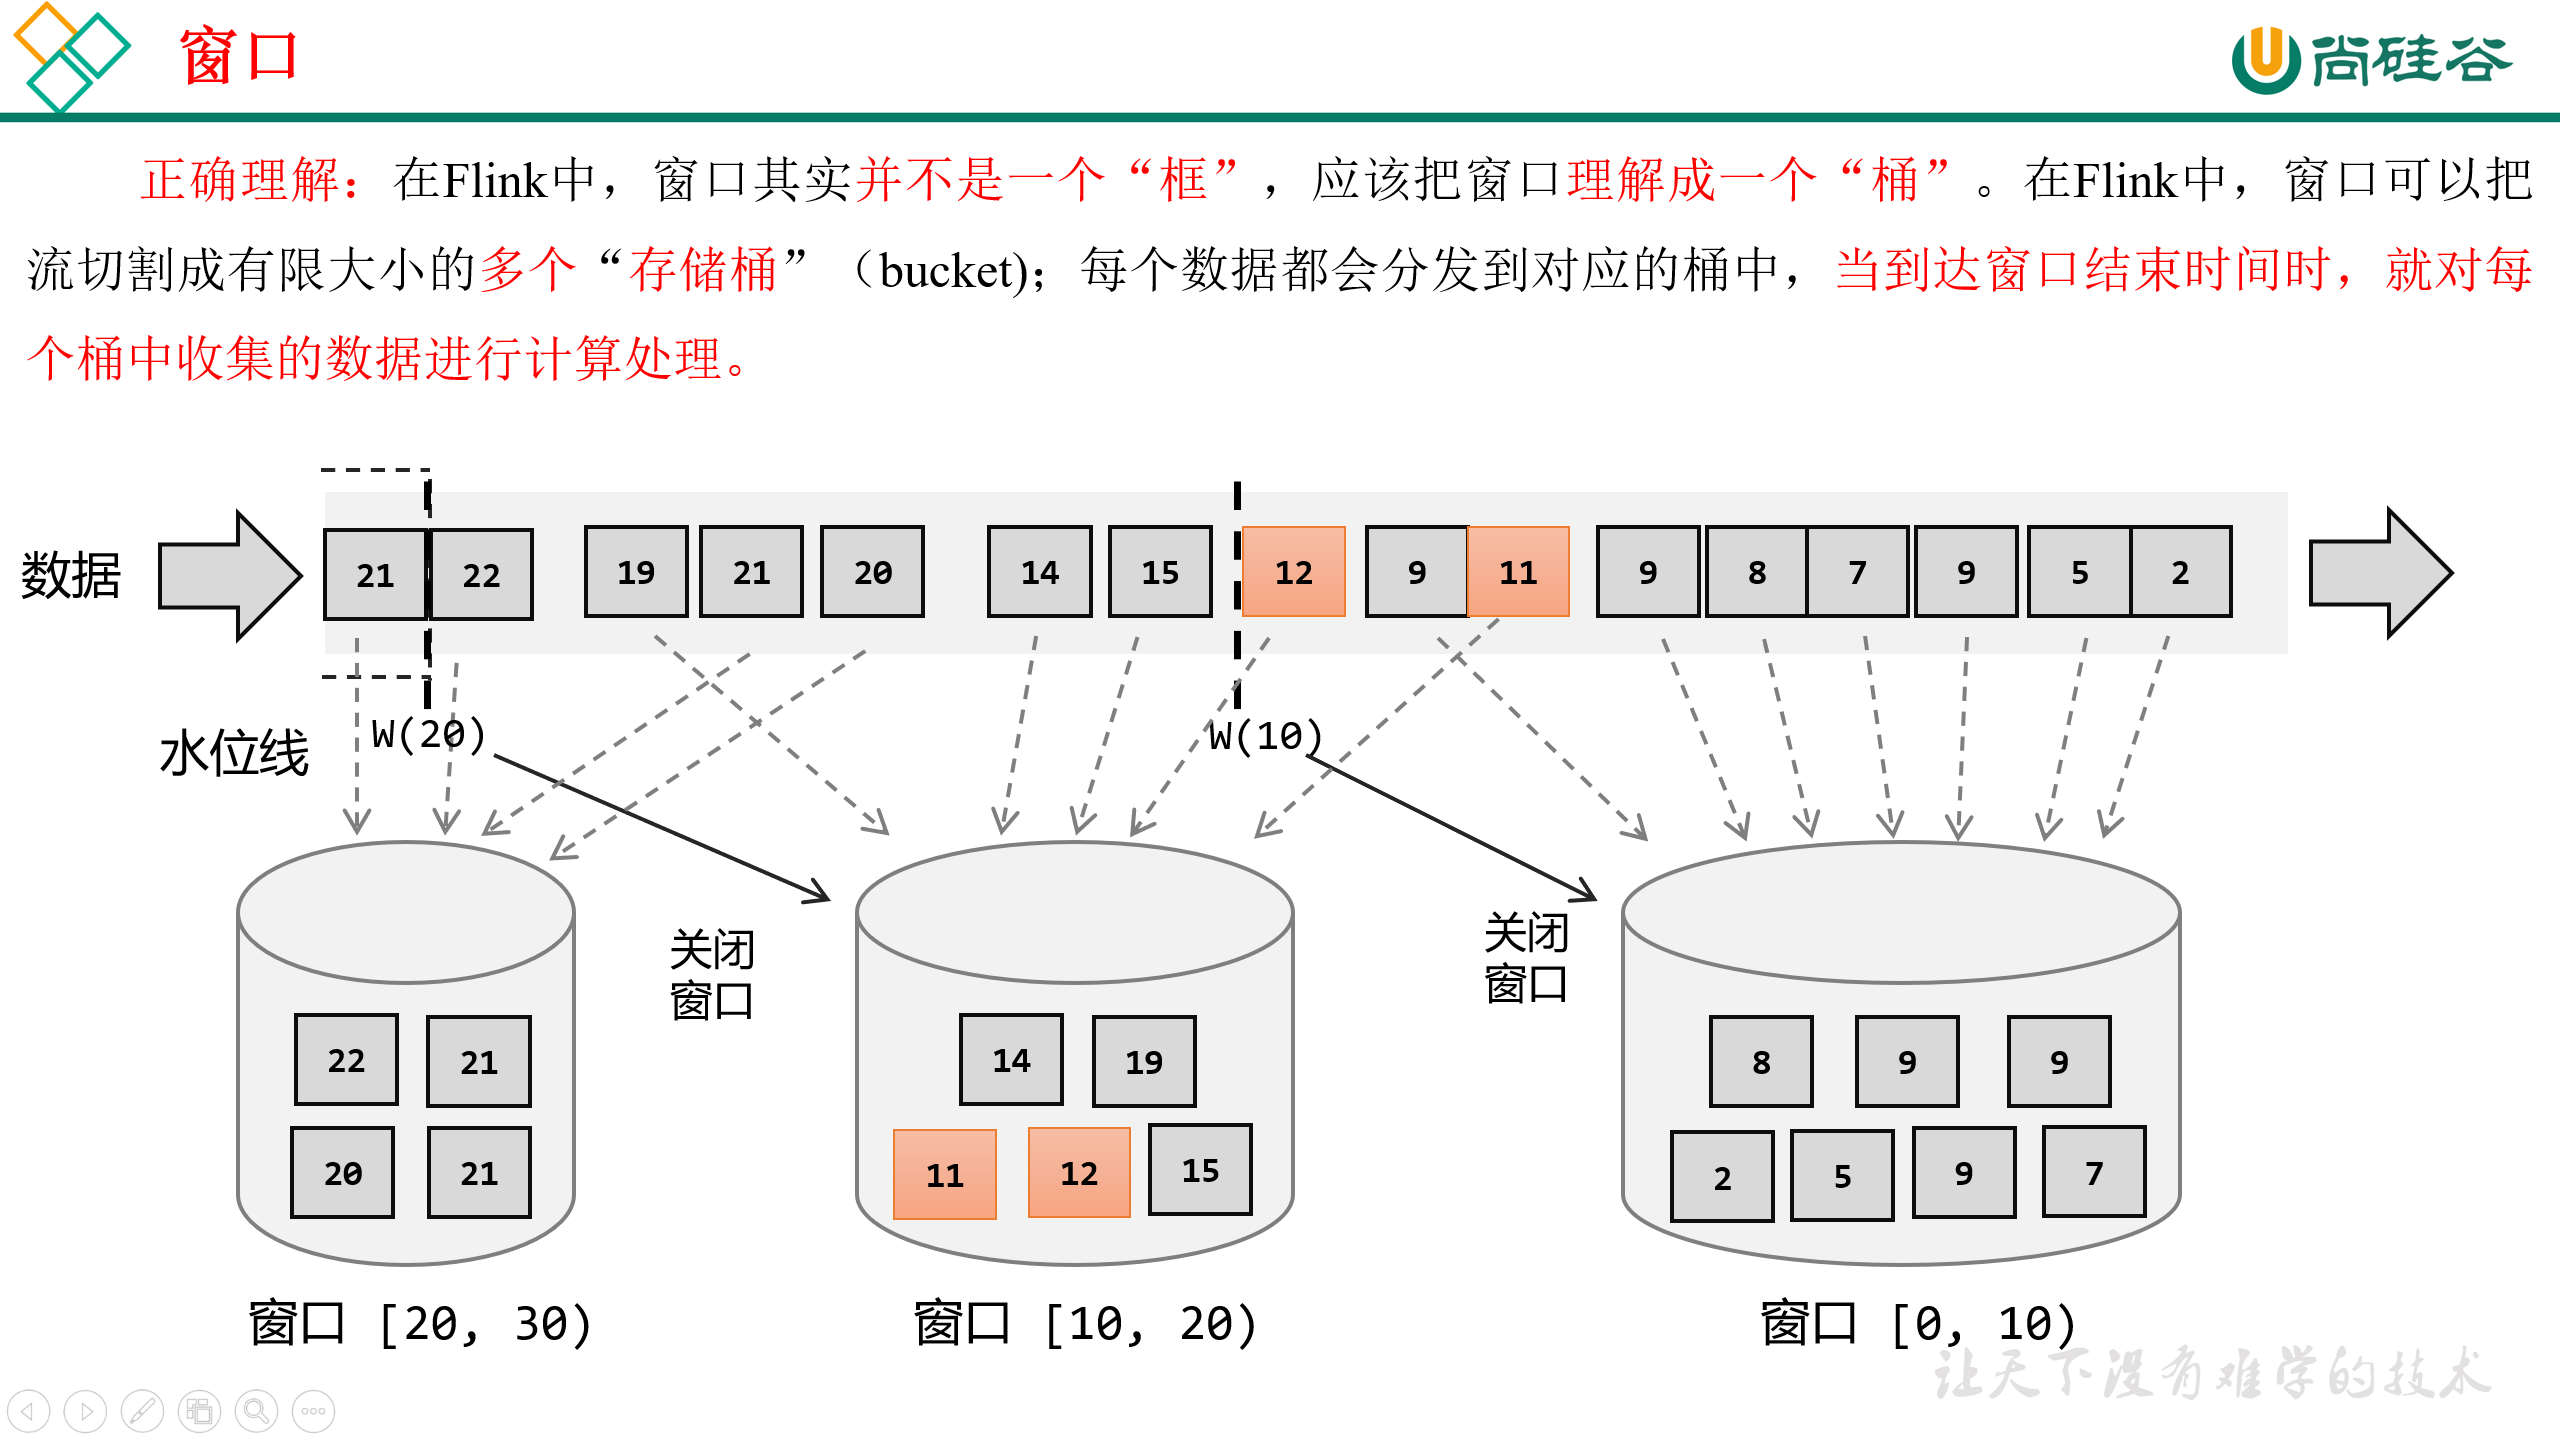 窗口
尚硅谷
正确理解：在Flink中，窗口其实并不是一个“框”，应该把窗口理解成一个“桶”。在Flink中，窗口可以把
流切割成有限大小的多个“存储桶”（bucket)；每个数据都会分发到对应的桶中，当到达窗口结束时间时，就对每
个桶中收集的数据进行计算处理。
数据 21 22 19 21 20 14 15 12 9 11 9 8 7 9 5 2
水位线 W(20) W(10)
关闭
窗口
关闭
窗口
22 21 14 19 8 9 9
20 21 11 12 15 2 5 9 7
窗口 [20, 30) 窗口 [10, 20) 窗口 [0, 10)
让天下没有难学的技术